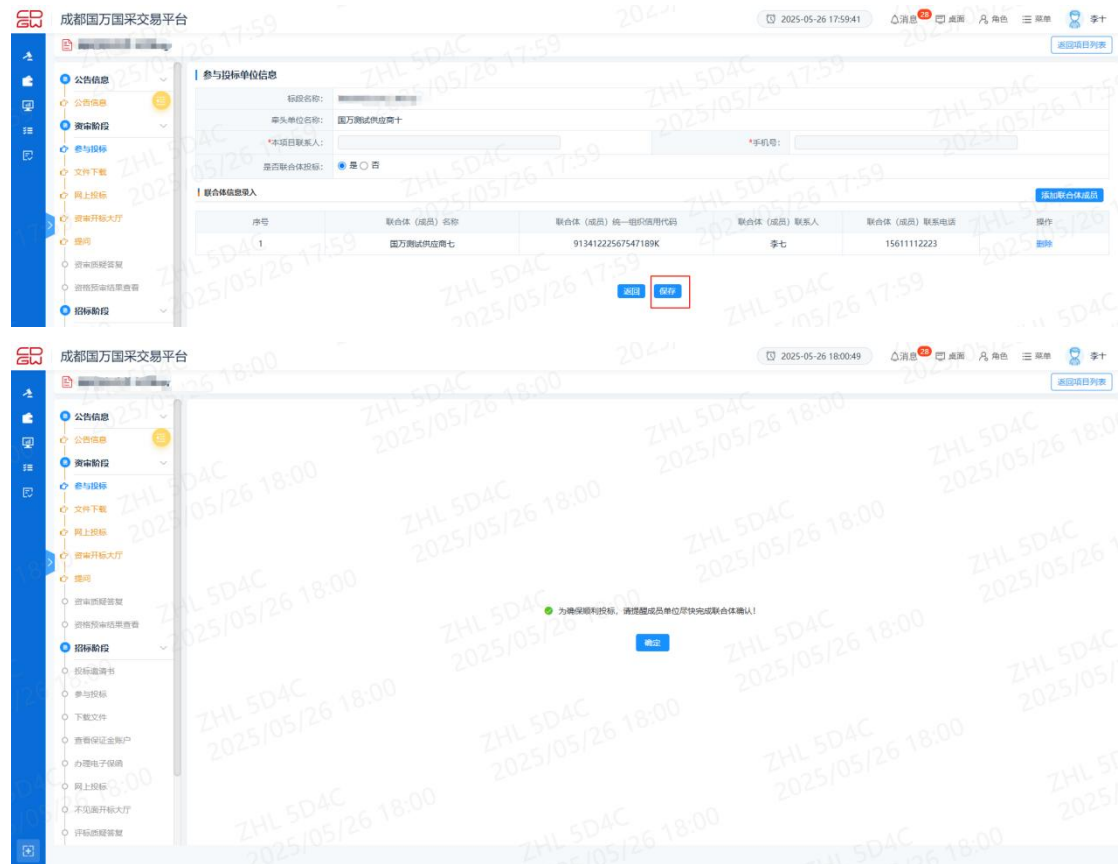 CDGW 成都国万国采交易平台 2025-05-26 17:59:41 消息 28 桌面 角色 菜单 李十
返回项目列表
公告信息
公告信息
资审阶段
参与投标
文件下载
网上投标
资审开标大厅
提问
资审质疑答复
资格预审结果查看
招标阶段
参与投标单位信息
标段名称：
牵头单位名称： 国万测试供应商十
*本项目联系人： *手机号：
是否联合体投标： 是 否
联合体信息录入 添加联合体成员
序号 联合体（成员）名称 联合体（成员）统一组织信用代码 联合体（成员）联系人 联合体（成员）联系电话 操作
1 国万测试供应商七 91341222567547189K 李七 15611112223 删除
返回 保存
CDGW 成都国万国采交易平台 2025-05-26 18:00:49 消息 28 桌面 角色 菜单 李十
返回项目列表
公告信息
公告信息
资审阶段
参与投标
文件下载
网上投标
资审开标大厅
提问
资审质疑答复
资格预审结果查看
招标阶段
投标邀请书
参与投标
下载文件
查看保证金账户
办理电子保函
网上投标
不见面开标大厅
评标质疑答复
为确保顺利投标，请提醒成员单位尽快完成联合体确认！
确定
ZHL 5D4C
2025/05/26 17:59
ZHL 5D4C
2025/05/26 18:00